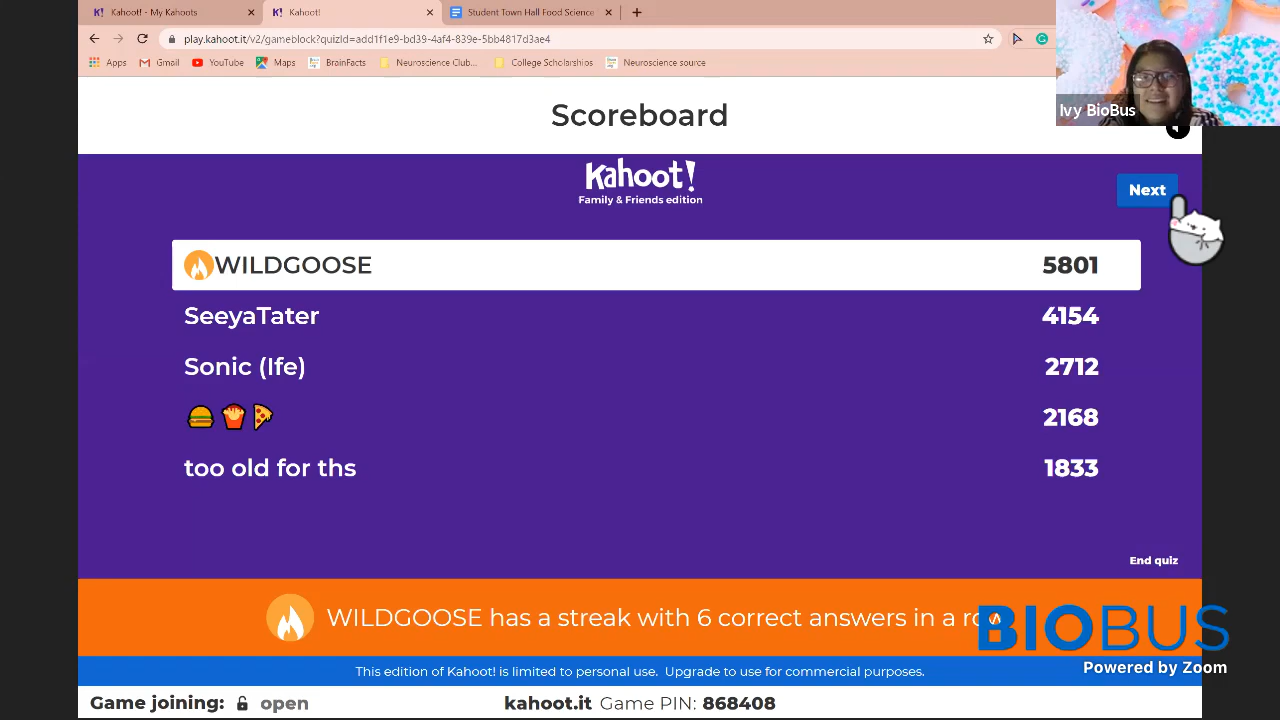 Kahoot! - My Kahoots
Kahoot!
Student Town Hall Food Science
play.kahoot.it/v2/gameblock?quizId=add1f1e9-bd39-4af4-839e-5bb4817d3ae4
Apps
Gmail
YouTube
Maps
BrainFacts
Neuroscience Club...
College Scholarships
Neuroscience source
Ivy BioBus
Scoreboard
Kahoot!
Family & Friends edition
Next
WILDGOOSE 5801
SeeyaTater 4154
Sonic (Ife) 2712
🍔🍟🍕 2168
too old for ths 1833
End quiz
WILDGOOSE has a streak with 6 correct answers in a row
BIOBUS
Powered by Zoom
This edition of Kahoot! is limited to personal use. Upgrade to use for commercial purposes.
Game joining: open
kahoot.it Game PIN: 868408